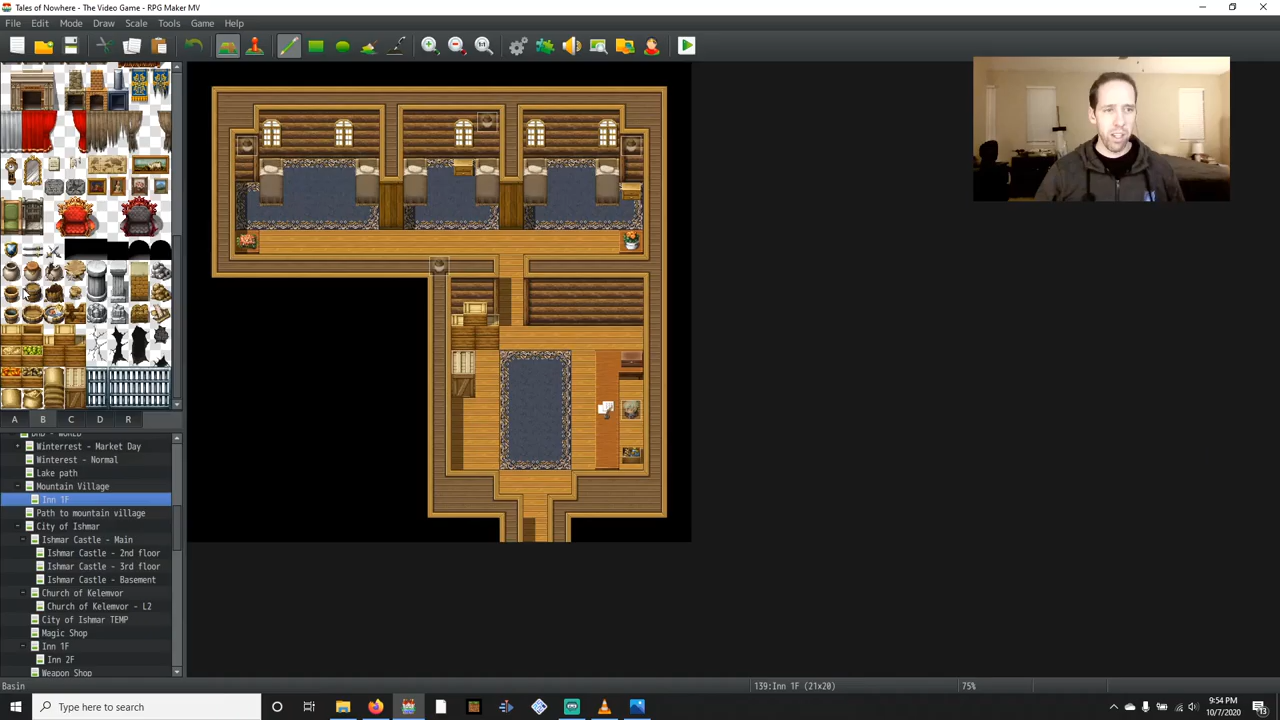 Tales of Nowhere - The Video Game - RPG Maker MV
File Edit Mode Draw Scale Tools Game Help
A B C D R
DnD - WORLD
Winterrest - Market Day
Winterest - Normal
Lake path
Mountain Village
Inn 1F
Path to mountain village
City of Ishmar
Ishmar Castle - Main
Ishmar Castle - 2nd floor
Ishmar Castle - 3rd floor
Ishmar Castle - Basement
Church of Kelemvor
Church of Kelemvor - L2
City of Ishmar TEMP
Magic Shop
Inn 1F
Inn 2F
Weapon Shop
Basin 139:Inn 1F (21x20) 75%
Type here to search
9:54 PM
10/7/2020
13